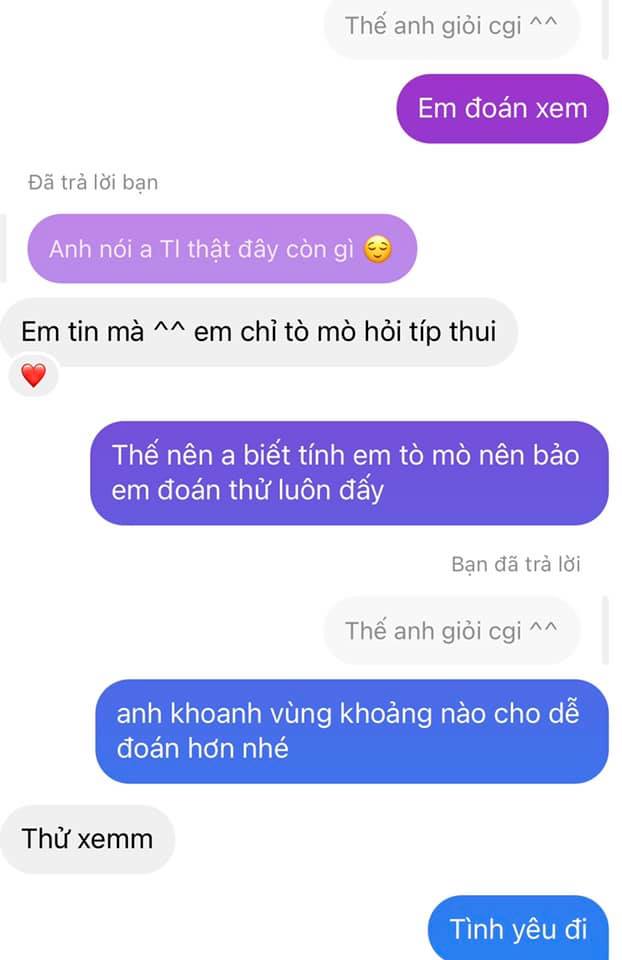 Thế anh giỏi cgi ^^
Em đoán xem
Đã trả lời bạn
Anh nói a Tl thật đây còn gì 😌
Em tin mà ^^ em chỉ tò mò hỏi típ thui
❤️
Thế nên a biết tính em tò mò nên bảo
em đoán thử luôn đấy
Bạn đã trả lời
Thế anh giỏi cgi ^^
anh khoanh vùng khoảng nào cho dễ
đoán hơn nhé
Thử xemm
Tình yêu đi